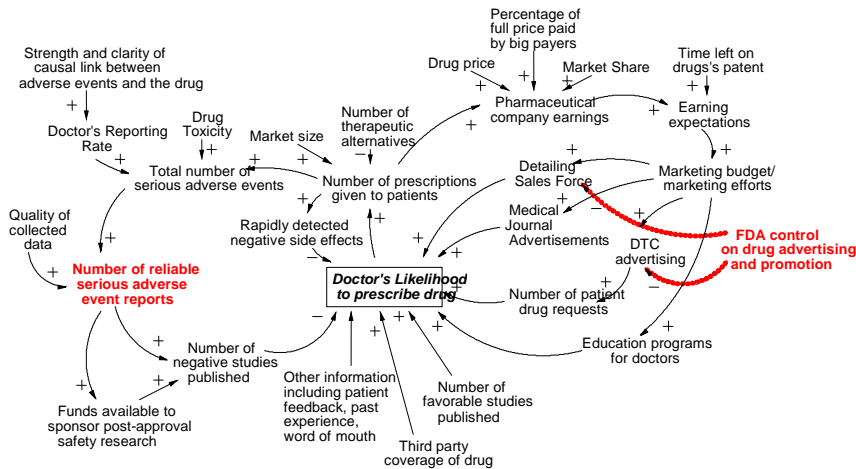 Percentage of
full price paid
by big payers
Strength and clarity of
causal link between
adverse events and the drug
Drug price
Market Share
Time left on
drugs's patent
Doctor's Reporting
Rate
Drug
Toxicity
Market size
Number of
therapeutic
alternatives
Pharmaceutical
company earnings
Earning
expectations
Total number of
serious adverse events
Number of prescriptions
given to patients
Detailing
Sales Force
Marketing budget/
marketing efforts
Quality of
collected
data
Rapidly detected
negative side effects
Medical
Journal
Advertisements
DTC
advertising
FDA control
on drug advertising
and promotion
Number of reliable
serious adverse
event reports
Doctor's Likelihood
to prescribe drug
Number of patient
drug requests
Number of
negative studies
published
Education programs
for doctors
Other information
including patient
feedback, past
experience,
word of mouth
Number of
favorable studies
published
Funds available to
sponsor post-approval
safety research
Third party
coverage of drug